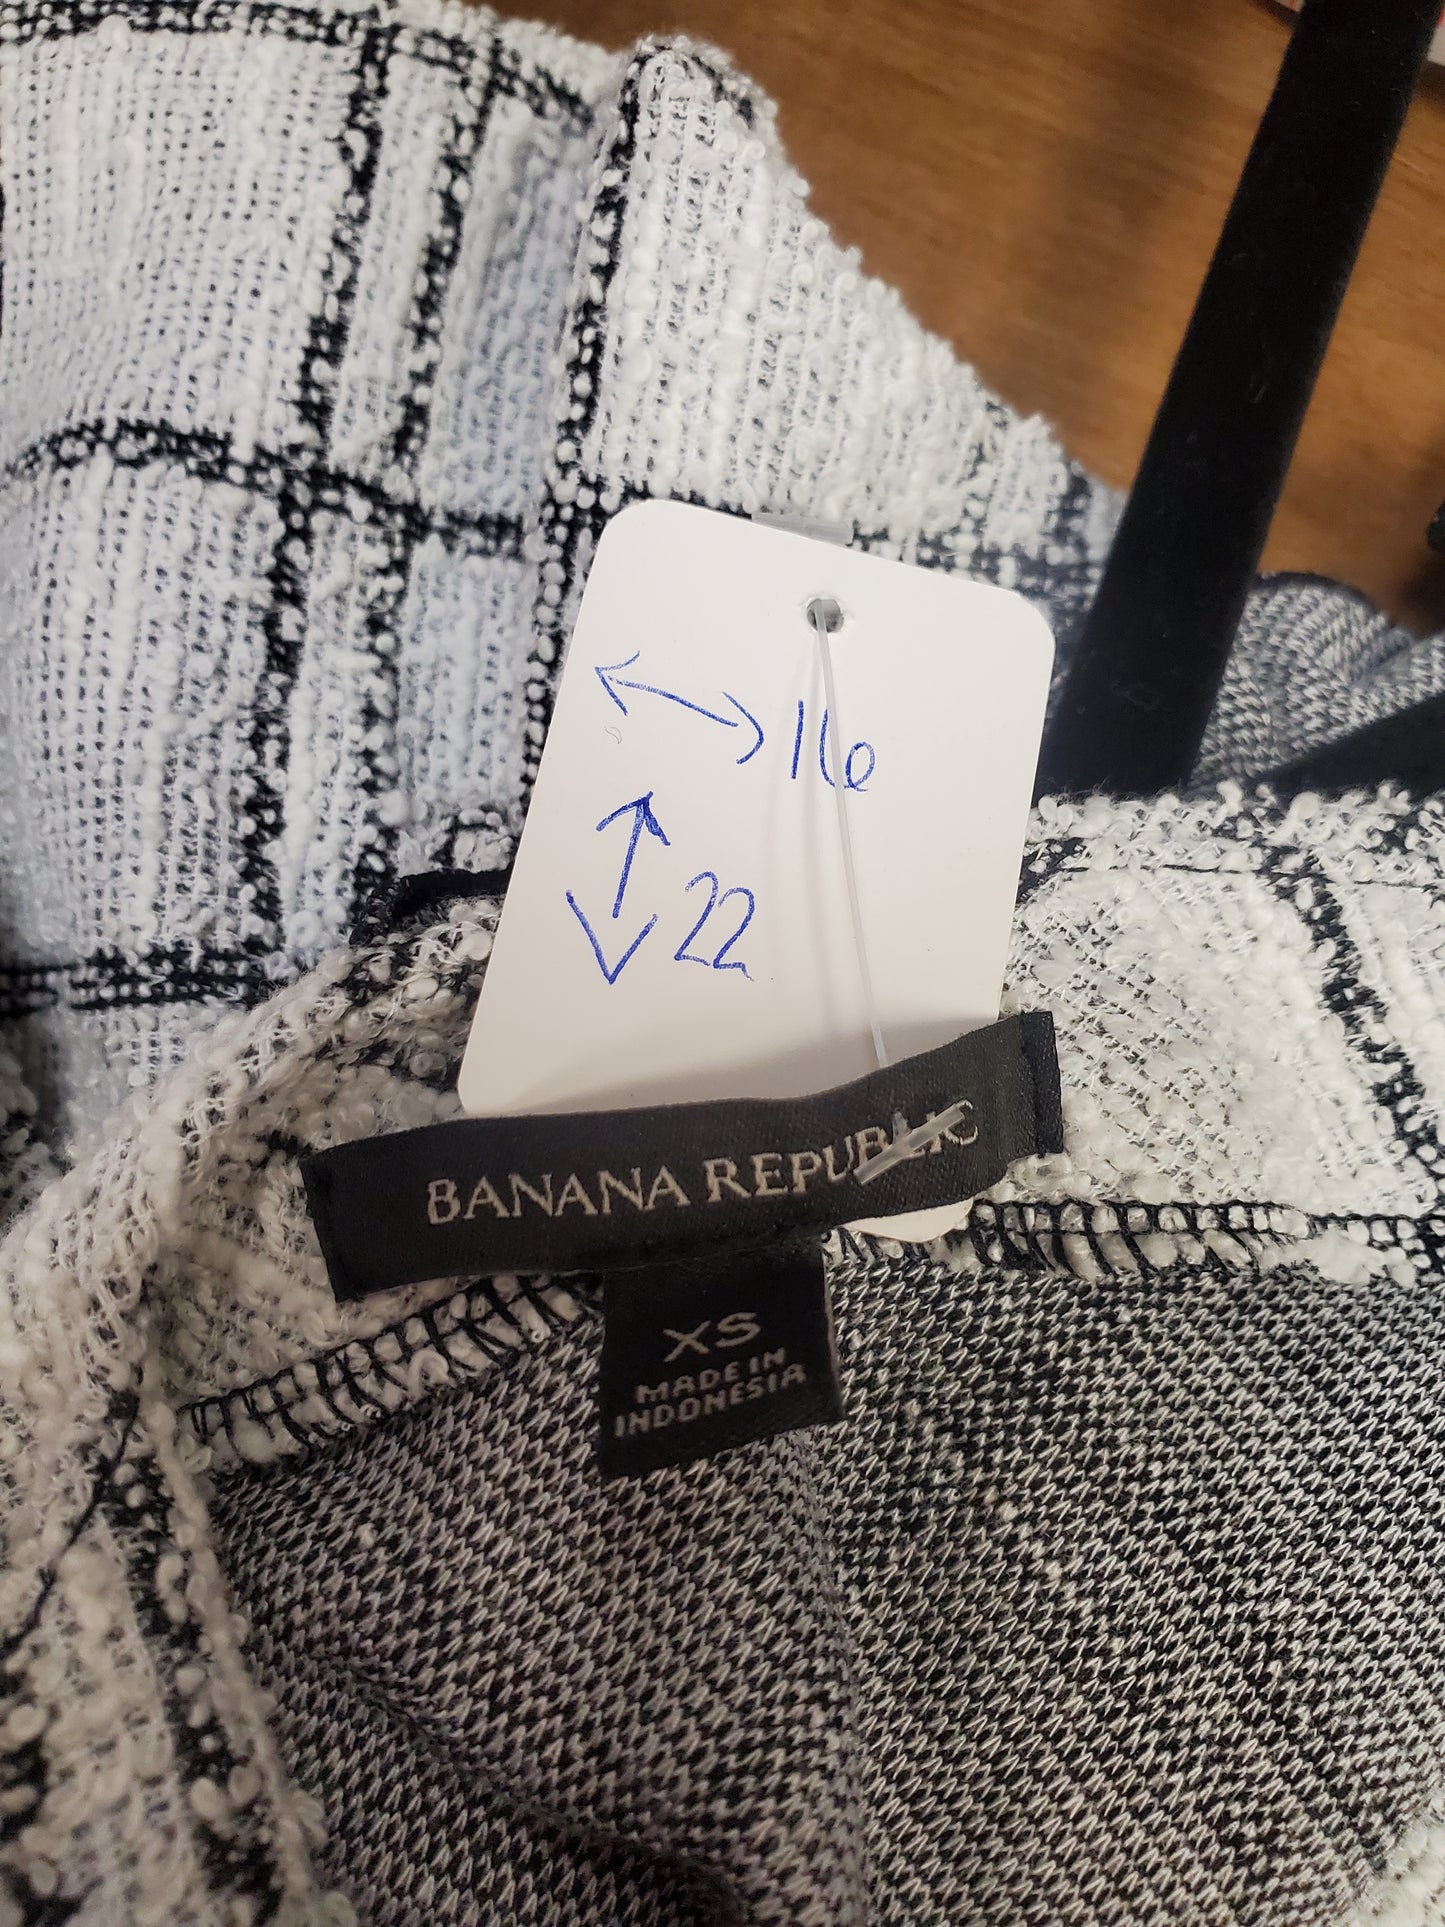 ↔ 16
↕ 22
BANANA REPUBLIC
XS
MADE IN
INDONESIA